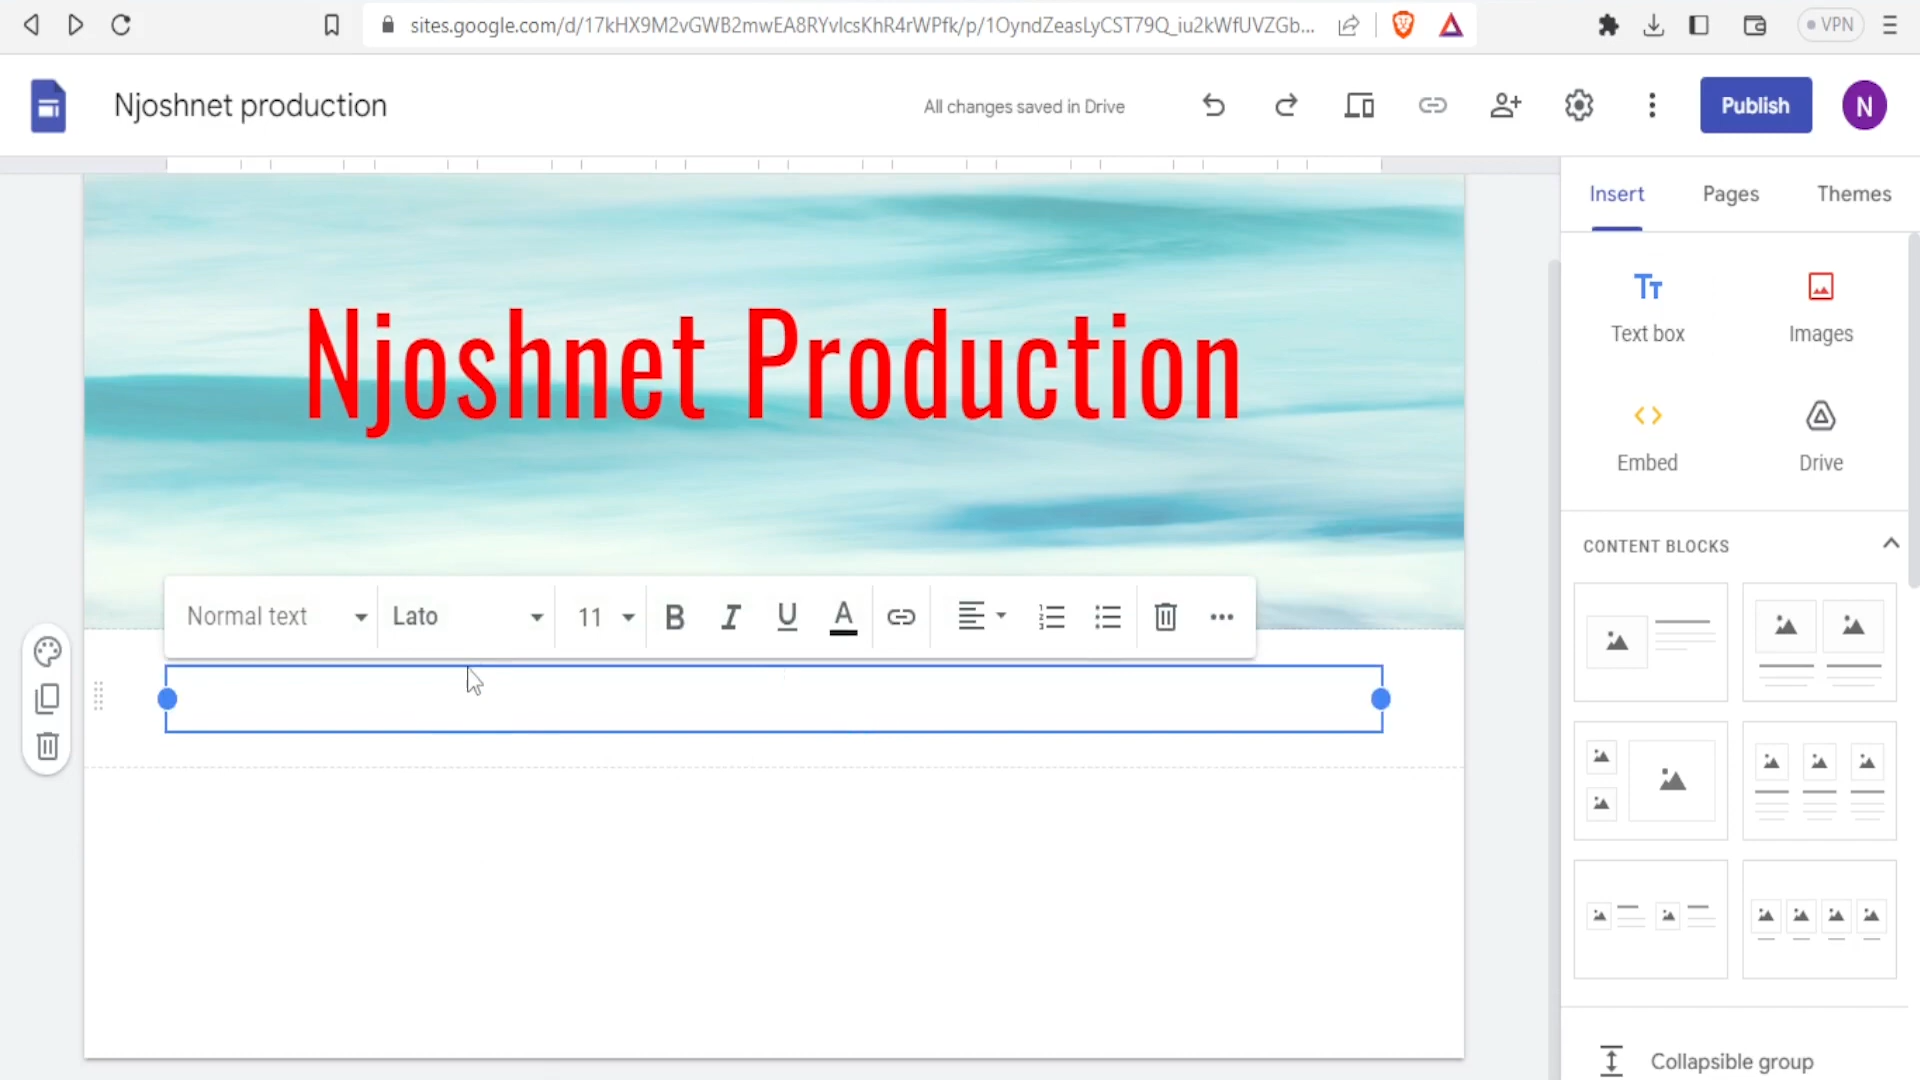 sites.google.com/d/17kHX9M2vGWB2mwEA8RYvIcsKhR4rWPfk/p/1OyndZeasLyCST79Q_iu2kWfUVZGb...
VPN
Njoshnet production
All changes saved in Drive
Publish
N
Insert
Pages
Themes
Njoshnet Production
Text box
Images
Embed
Drive
CONTENT BLOCKS
Normal text
Lato
11
B
I
U
A
Collapsible group